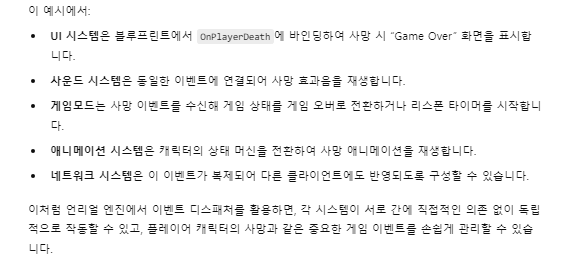 이 예시에서:
• UI 시스템은 블루프린트에서 OnPlayerDeath 에 바인딩하여 사망 시 “Game Over” 화면을 표시합
니다.
• 사운드 시스템은 동일한 이벤트에 연결되어 사망 효과음을 재생합니다.
• 게임모드는 사망 이벤트를 수신해 게임 상태를 게임 오버로 전환하거나 리스폰 타이머를 시작합니
다.
• 애니메이션 시스템은 캐릭터의 상태 머신을 전환하여 사망 애니메이션을 재생합니다.
• 네트워크 시스템은 이 이벤트가 복제되어 다른 클라이언트에도 반영되도록 구성할 수 있습니다.
이처럼 언리얼 엔진에서 이벤트 디스패처를 활용하면, 각 시스템이 서로 간에 직접적인 의존 없이 독립
적으로 작동할 수 있고, 플레이어 캐릭터의 사망과 같은 중요한 게임 이벤트를 손쉽게 관리할 수 있습
니다.